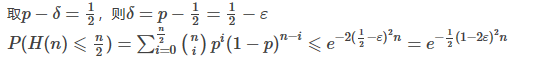 取$p-\delta=\frac{1}{2}$，则$\delta=p-\frac{1}{2}=\frac{1}{2}-\varepsilon$
$P(H(n)\leqslant\frac{n}{2})=\sum_{i=0}^{\frac{n}{2}}\binom{n}{i}p^{i}(1-p)^{n-i}\leqslant e^{-2(\frac{1}{2}-\varepsilon)^{2}n}=e^{-\frac{1}{2}(1-2\varepsilon)^{2}n}$